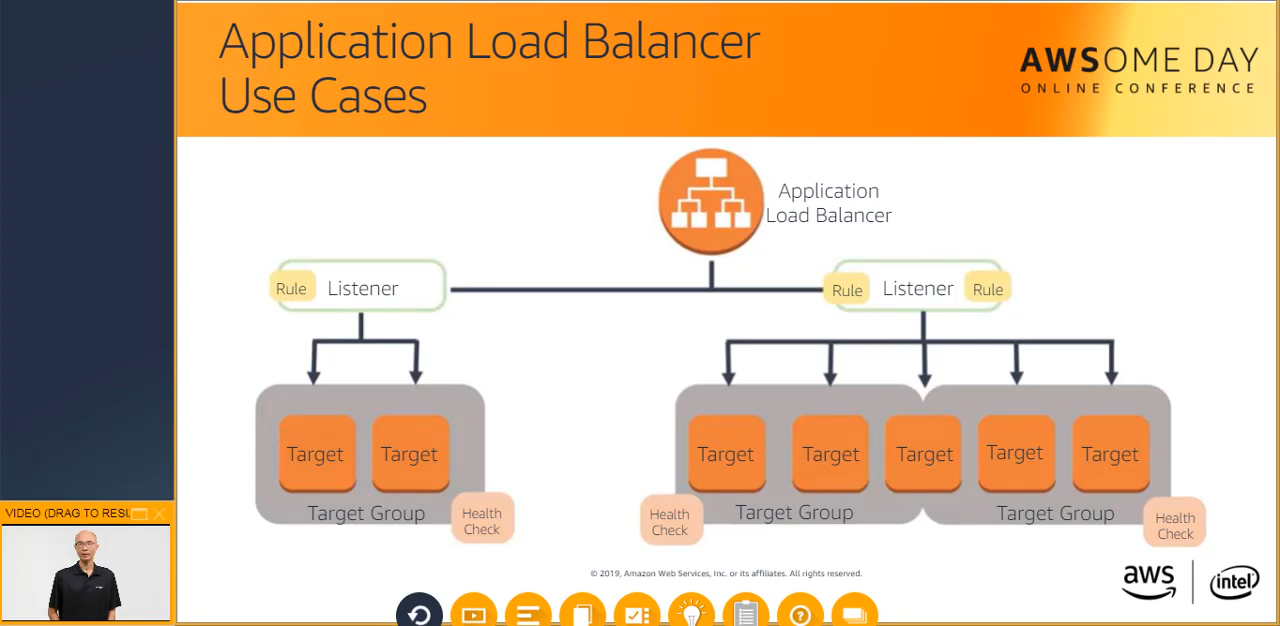 Application Load Balancer
Use Cases
AWSOME DAY
ONLINE CONFERENCE
Application
Load Balancer
Rule Listener
Rule Listener Rule
Target Target
Target Target Target Target Target
Target Group
Health
Check
Health
Check
Target Group
Target Group
Health
Check
VIDEO (DRAG TO RESI
© 2019, Amazon Web Services, Inc. or its affiliates. All rights reserved.
aws
intel